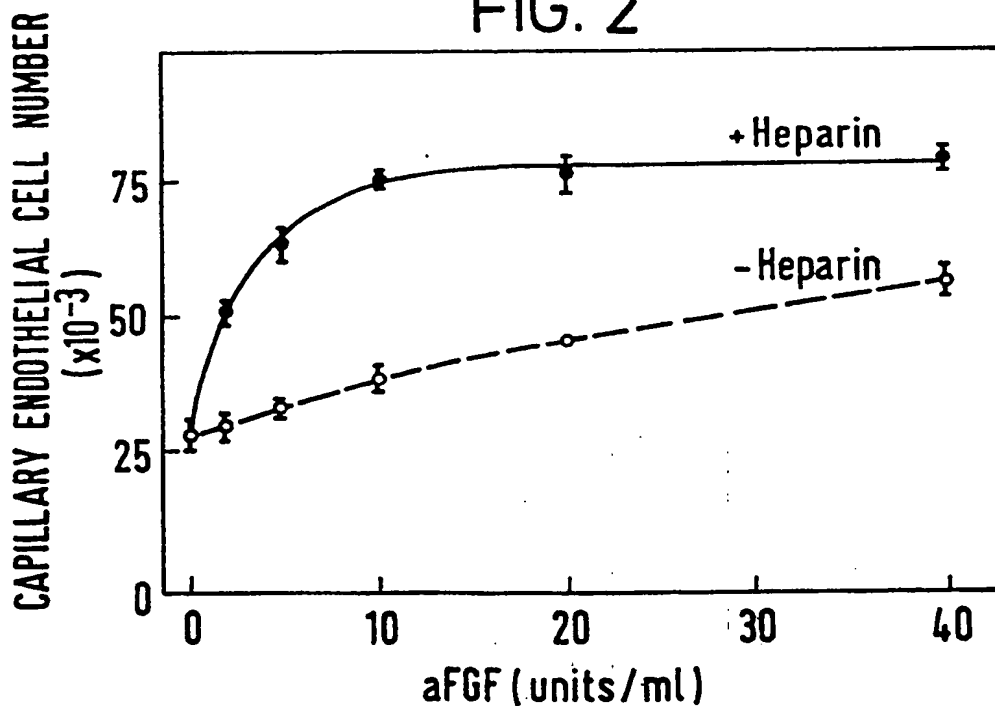 FIG. 2
CAPILLARY ENDOTHELIAL CELL NUMBER
(x10⁻³)
75
50
25
0
+Heparin
-Heparin
0 10 20 30 40
aFGF (units/ml)